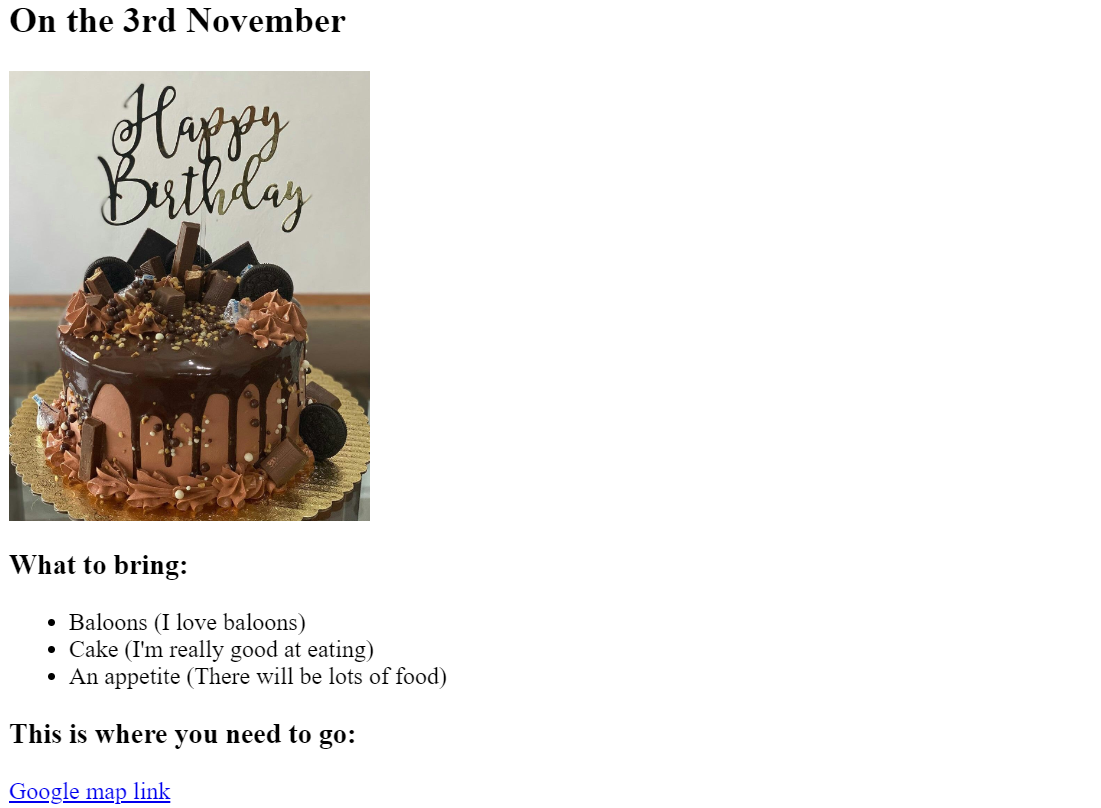 On the 3rd November
Happy
Birthday
What to bring:
Baloons (I love baloons)
Cake (I'm really good at eating)
An appetite (There will be lots of food)
This is where you need to go:
Google map link